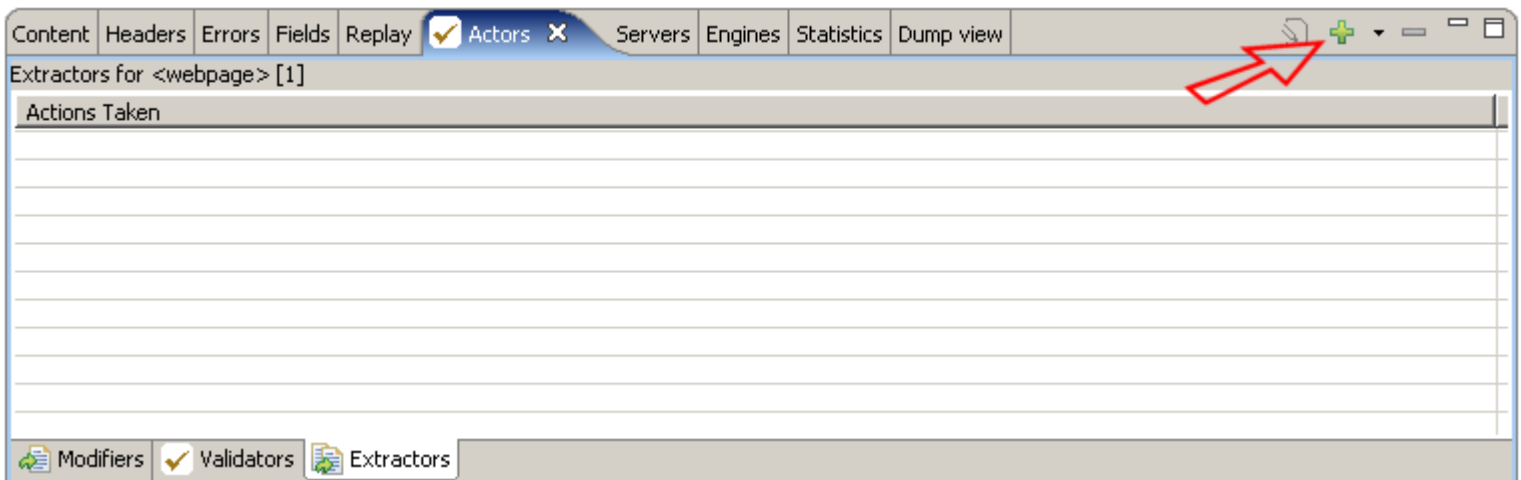 Content Headers Errors Fields Replay Actors Servers Engines Statistics Dump view
Extractors for <webpage> [1]
Actions Taken
Modifiers Validators Extractors